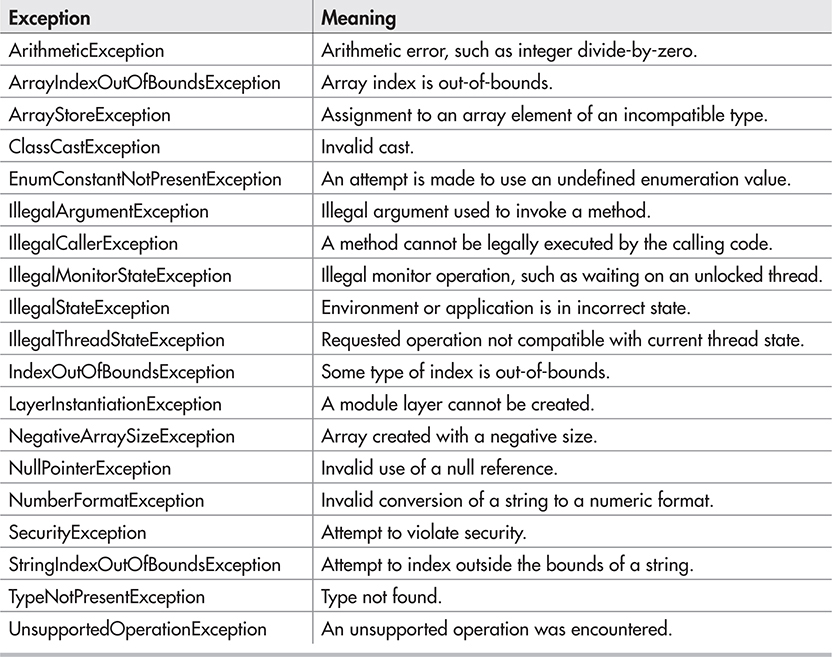 Exception Meaning
ArithmeticException Arithmetic error, such as integer divide-by-zero.
ArrayIndexOutOfBoundsException Array index is out-of-bounds.
ArrayStoreException Assignment to an array element of an incompatible type.
ClassCastException Invalid cast.
EnumConstantNotPresentException An attempt is made to use an undefined enumeration value.
IllegalArgumentException Illegal argument used to invoke a method.
IllegalCallerException A method cannot be legally executed by the calling code.
IllegalMonitorStateException Illegal monitor operation, such as waiting on an unlocked thread.
IllegalStateException Environment or application is in incorrect state.
IllegalThreadStateException Requested operation not compatible with current thread state.
IndexOutOfBoundsException Some type of index is out-of-bounds.
LayerInstantiationException A module layer cannot be created.
NegativeArraySizeException Array created with a negative size.
NullPointerException Invalid use of a null reference.
NumberFormatException Invalid conversion of a string to a numeric format.
SecurityException Attempt to violate security.
StringIndexOutOfBoundsException Attempt to index outside the bounds of a string.
TypeNotPresentException Type not found.
UnsupportedOperationException An unsupported operation was encountered.